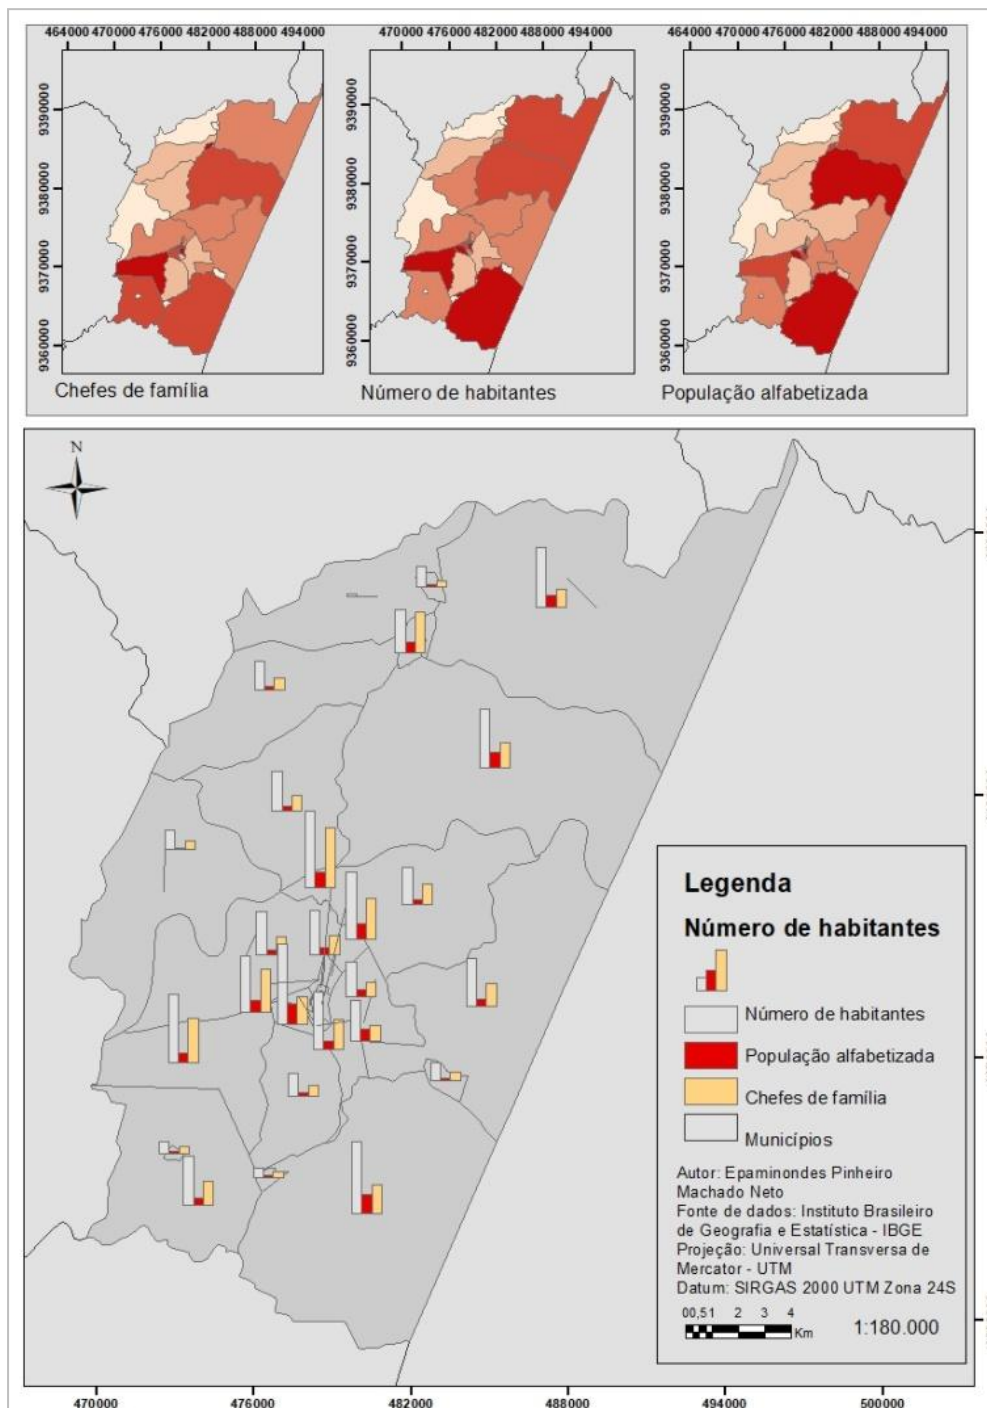 464000 470000 476000 482000 488000 494000
470000 476000 482000 488000 494000
464000 470000 476000 482000 488000 494000
9390000
9380000
9370000
9360000
9390000
9380000
9370000
9360000
9390000
9380000
9370000
9360000
Chefes de família
Número de habitantes
População alfabetizada
N
Legenda
Número de habitantes
Número de habitantes
População alfabetizada
Chefes de família
Municípios
Autor: Epaminondes Pinheiro
Machado Neto
Fonte de dados: Instituto Brasileiro
de Geografia e Estatística - IBGE
Projeção: Universal Transversa de
Mercator - UTM
Datum: SIRGAS 2000 UTM Zona 24S
00,51 2 3 4
Km
1:180.000
470000 476000 482000 488000 494000 500000